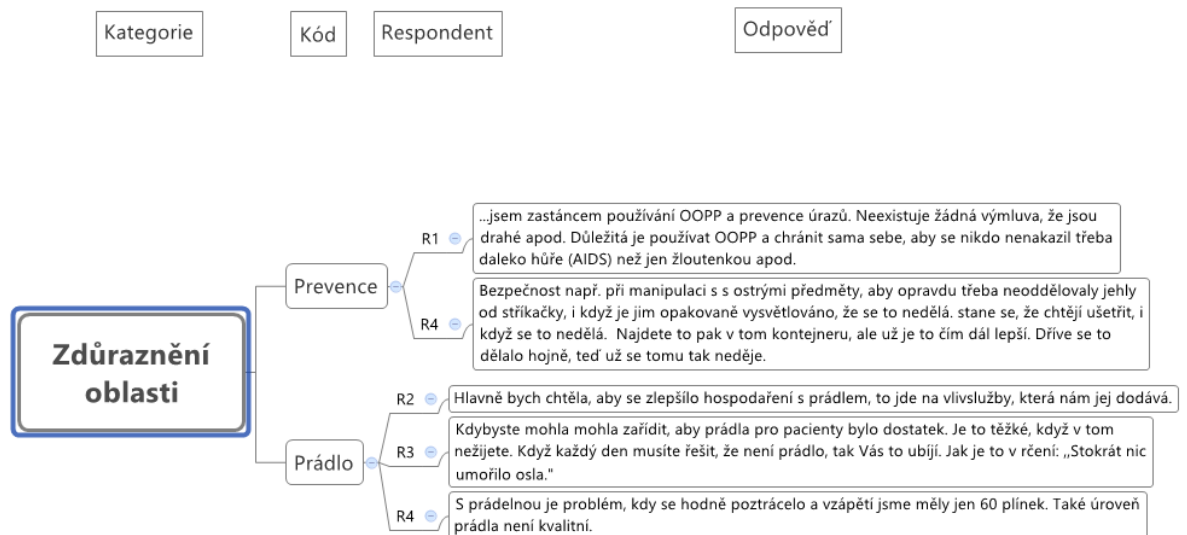 Kategorie
Kód
Respondent
Odpověď
Zdůraznění
oblasti
Prevence
R1
...jsem zastáncem používání OOPP a prevence úrazů. Neexistuje žádná výmluva, že jsou
drahé apod. Důležitá je používat OOPP a chránit sama sebe, aby se nikdo nenakazil třeba
daleko hůře (AIDS) než jen žloutenkou apod.
R4
Bezpečnost např. při manipulaci s s ostrými předměty, aby opravdu třeba neoddělovaly jehly
od stříkačky, i když je jim opakovaně vysvětlováno, že se to nedělá. stane se, že chtějí ušetřit, i
když se to nedělá.  Najdete to pak v tom kontejneru, ale už je to čím dál lepší. Dříve se to
dělalo hojně, teď už se tomu tak neděje.
Prádlo
R2
Hlavně bych chtěla, aby se zlepšílo hospodaření s prádlem, to jde na vlivslužby, která nám jej dodává.
R3
Kdybyste mohla mohla zařídit, aby prádla pro pacienty bylo dostatek. Je to těžké, když v tom
nežijete. Když každý den musíte řešit, že není prádlo, tak Vás to ubíjí. Jak je to v rčení: ,,Stokrát nic
umořilo osla."
R4
S prádelnou je problém, kdy se hodně poztrácelo a vzápětí jsme měly jen 60 plínek. Také úroveň
prádla není kvalitní.